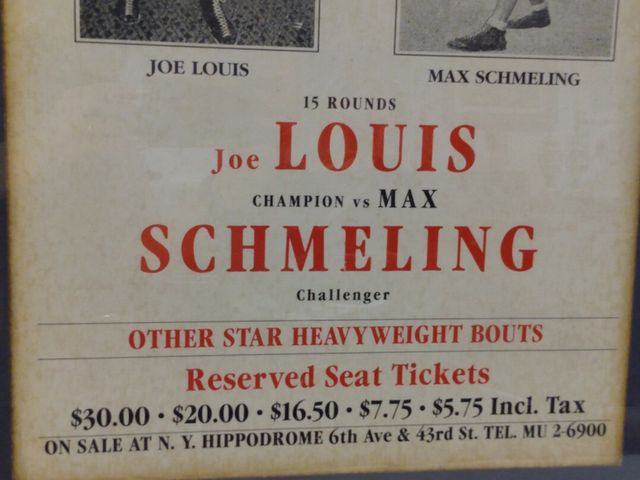 JOE LOUIS
MAX SCHMELING
15 ROUNDS
Joe LOUIS
CHAMPION vs MAX
SCHMELING
Challenger
OTHER STAR HEAVYWEIGHT BOUTS
Reserved Seat Tickets
$30.00 · $20.00 · $16.50 · $7.75 · $5.75 Incl. Tax
ON SALE AT N. Y. HIPPODROME 6th Ave & 43rd St. TEL. MU 2-6900